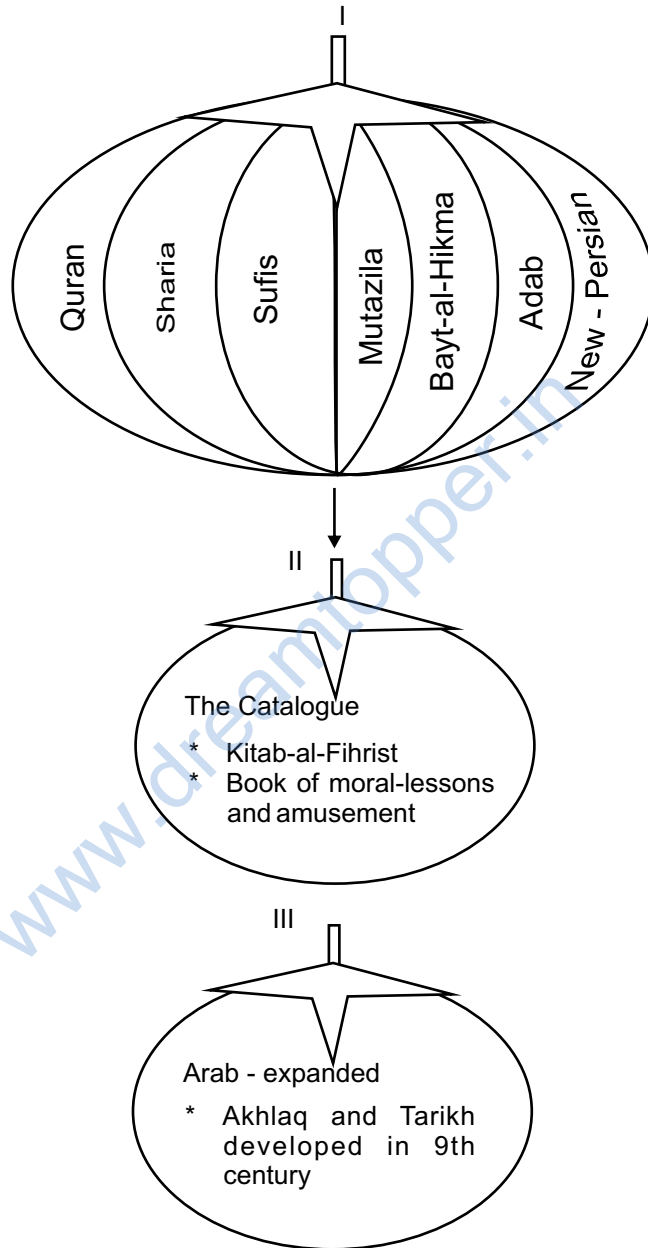 I
Quran
Sharia
Sufis
Mutazila
Bayt-al-Hikma
Adab
New - Persian
II
The Catalogue
* Kitab-al-Fihrist
* Book of moral-lessons
and amusement
III
Arab - expanded
* Akhlaq and Tarikh
developed in 9th
century
www.dreamtopper.in